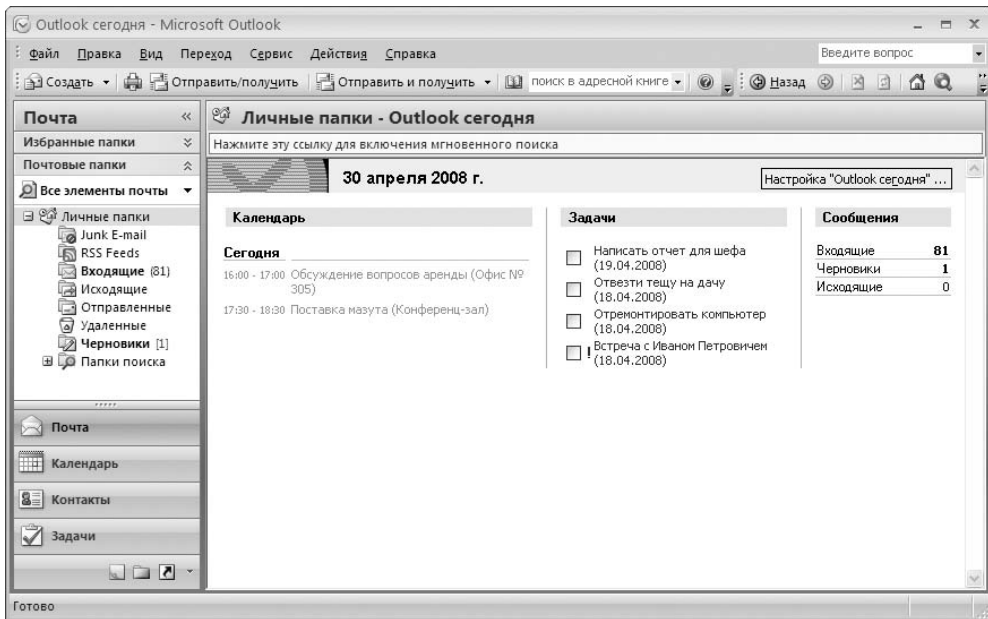 Outlook сегодня - Microsoft Outlook
Файл Правка Вид Переход Сервис Действия Справка Введите вопрос
Создать Отправить/получить Отправить и получить поиск в адресной книге Назад
Почта
Избранные папки
Почтовые папки
Все элементы почты
Личные папки
Junk E-mail
RSS Feeds
Входящие (81)
Исходящие
Отправленные
Удаленные
Черновики [1]
Папки поиска
Почта
Календарь
Контакты
Задачи
Личные папки - Outlook сегодня
Нажмите эту ссылку для включения мгновенного поиска
30 апреля 2008 г.
Настройка "Outlook сегодня" ...
Календарь
Сегодня
16:00 - 17:00 Обсуждение вопросов аренды (Офис №
305)
17:30 - 18:30 Поставка мазута (Конференц-зал)
Задачи
Написать отчет для шефа
(19.04.2008)
Отвезти тещу на дачу
(18.04.2008)
Отремонтировать компьютер
(18.04.2008)
! Встреча с Иваном Петровичем
(18.04.2008)
Сообщения
Входящие 81
Черновики 1
Исходящие 0
Готово